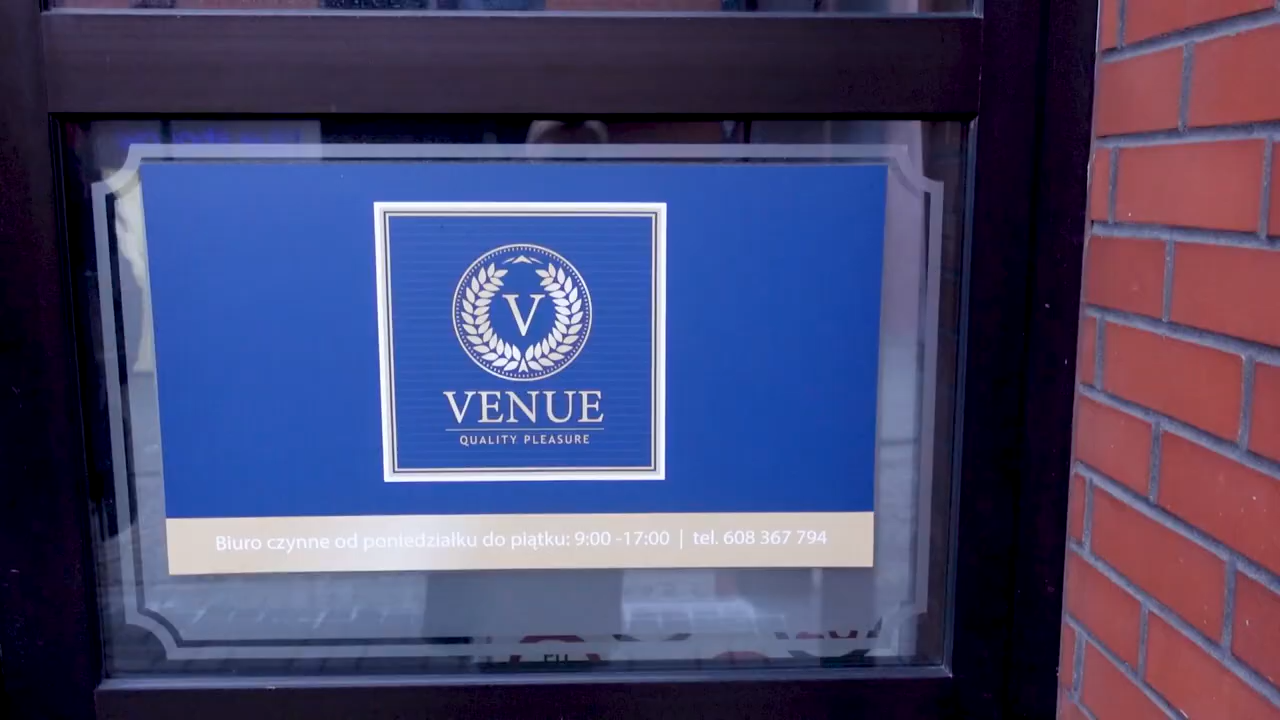 V
VENUE
QUALITY PLEASURE
Biuro czynne od poniedziałku do piątku: 9:00 -17:00 | tel. 608 367 794